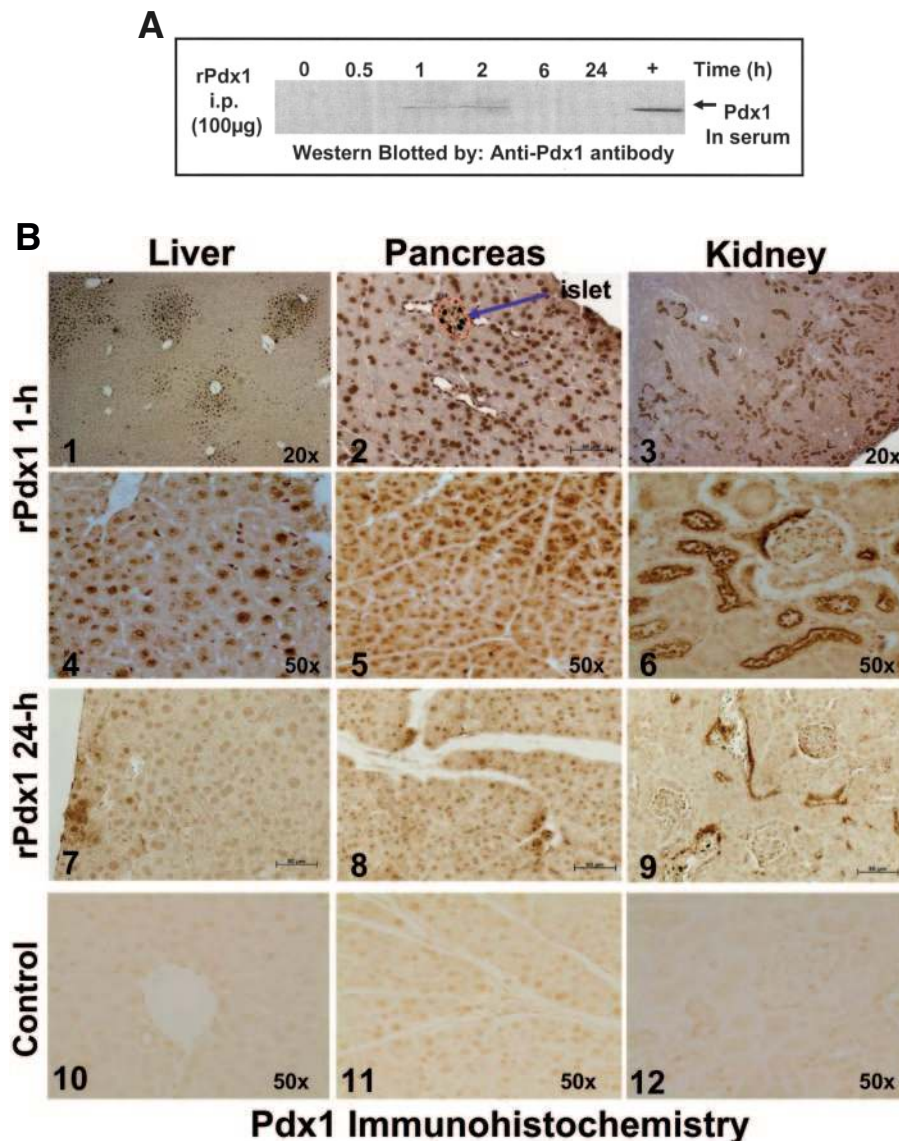 A
rPdx1
i.p.
(100µg)
0 0.5 1 2 6 24 + Time (h)
Pdx1
In serum
Western Blotted by: Anti-Pdx1 antibody
B
Liver Pancreas Kidney
rPdx1 1-h
islet
1 20x
2
3 20x
4 50x
5 50x
6 50x
rPdx1 24-h
7
8
9
Control
10 50x
11 50x
12 50x
Pdx1 Immunohistochemistry